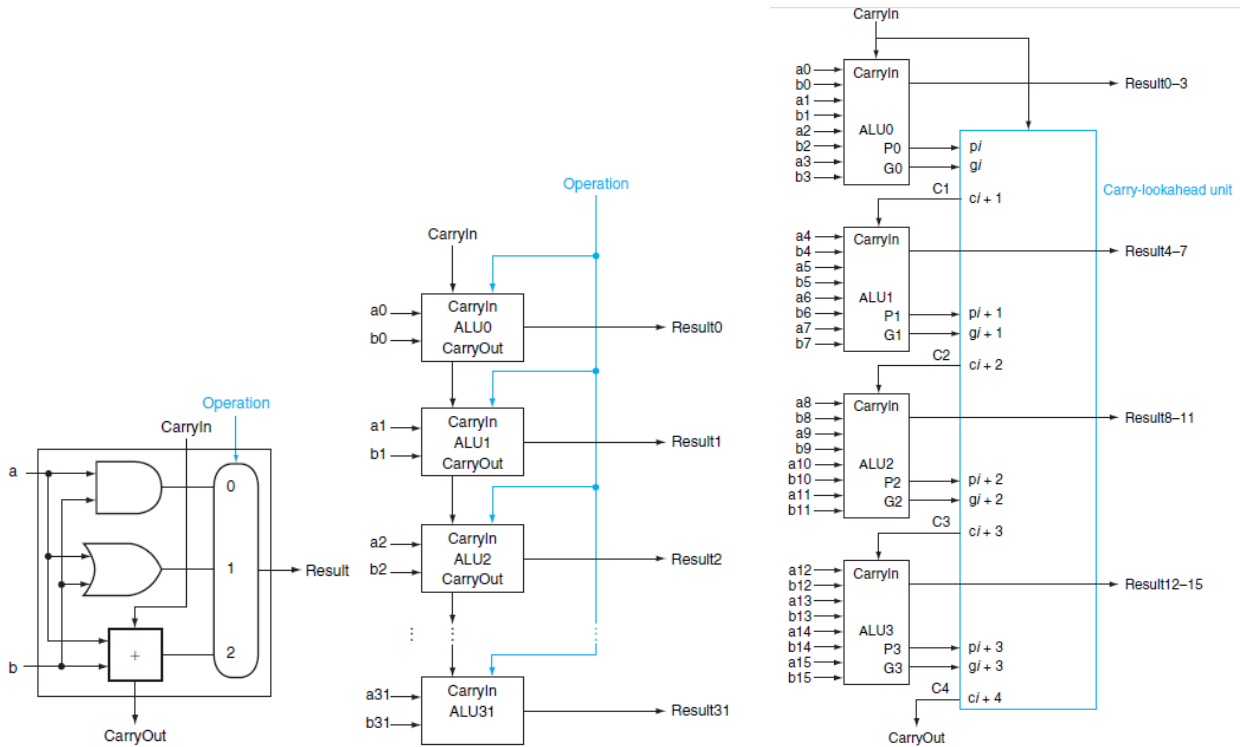 Operation
CarryIn
a
0
1
Result
2
+
b
CarryOut
Operation
CarryIn
a0
b0
CarryIn
ALU0
CarryOut
Result0
a1
b1
CarryIn
ALU1
CarryOut
Result1
a2
b2
CarryIn
ALU2
CarryOut
Result2
a31
b31
CarryIn
ALU31
Result31
CarryIn
a0
b0
a1
b1
a2
b2
a3
b3
CarryIn
ALU0
P0
G0
Result0–3
pi
gi
Carry-lookahead unit
C1
ci + 1
a4
b4
a5
b5
a6
b6
a7
b7
CarryIn
ALU1
P1
G1
Result4–7
pi + 1
gi + 1
C2
ci + 2
a8
b8
a9
b9
a10
b10
a11
b11
CarryIn
ALU2
P2
G2
Result8–11
pi + 2
gi + 2
C3
ci + 3
a12
b12
a13
b13
a14
b14
a15
b15
CarryIn
ALU3
P3
G3
Result12–15
pi + 3
gi + 3
C4
ci + 4
CarryOut